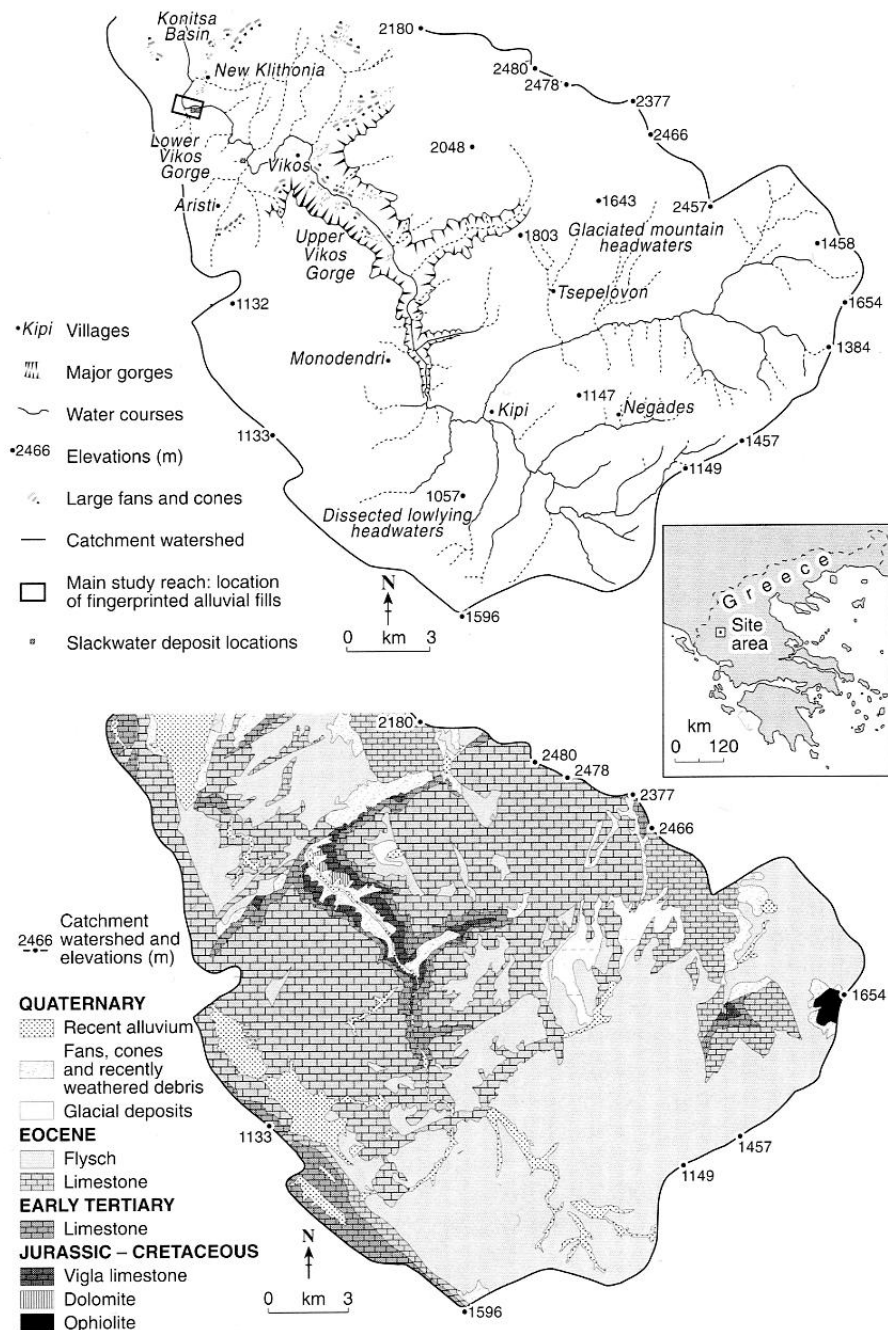 Konitsa
Basin
New Klithonia
Lower
Vikos
Gorge
Vikos
Aristi
Upper
Vikos
Gorge
2180
2480
2478
2377
2466
2048
2457
1643
Glaciated mountain
headwaters
1803
1458
Tsepelovon
1654
1132
1384
Monodendri
1147
Kipi
Negades
1133
1457
1149
1057
Dissected lowlying
headwaters
1596
N
0 km 3
Kipi Villages
Major gorges
Water courses
2466 Elevations (m)
Large fans and cones
Catchment watershed
Main study reach: location
of fingerprinted alluvial fills
Slackwater deposit locations
Greece
Site
area
km
0 120
2180
2480
2478
2377
2466
1654
1133
1457
1149
1596
Catchment
watershed and
elevations (m)
2466
QUATERNARY
Recent alluvium
Fans, cones
and recently
weathered debris
Glacial deposits
EOCENE
Flysch
Limestone
EARLY TERTIARY
Limestone
JURASSIC – CRETACEOUS
Vigla limestone
Dolomite
Ophiolite
N
0 km 3